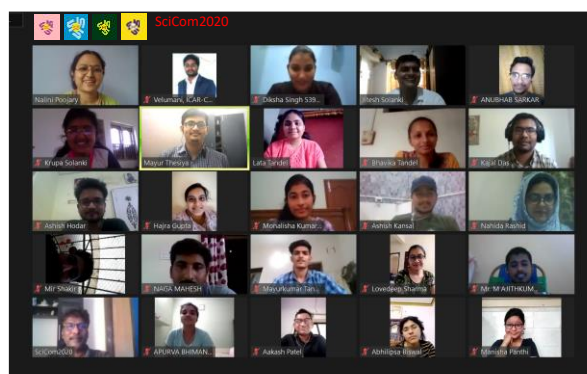 SciCom2020
Nalini Poojary
Velumani, ICAR-C...
Diksha Singh S39...
Jitesh Solanki
ANUBHAB SARKAR
Krupa Solanki
Mayur Thesiya
Lata Tandel
Bhavika Tandel
Kajal Das
Ashish Hodar
Hajra Gupta
Monalisha Kumar...
Ashish Kansal
Nahida Rashid
Mir Shakir
NAGA MAHESH
Mayurkumar Tan...
Lovedeep Sharma
Mr. M AJITHKUM...
SciCom2020
APURVA BHIMAN...
Aakash Patel
Abhilipsa Biswal
Manisha Panthi